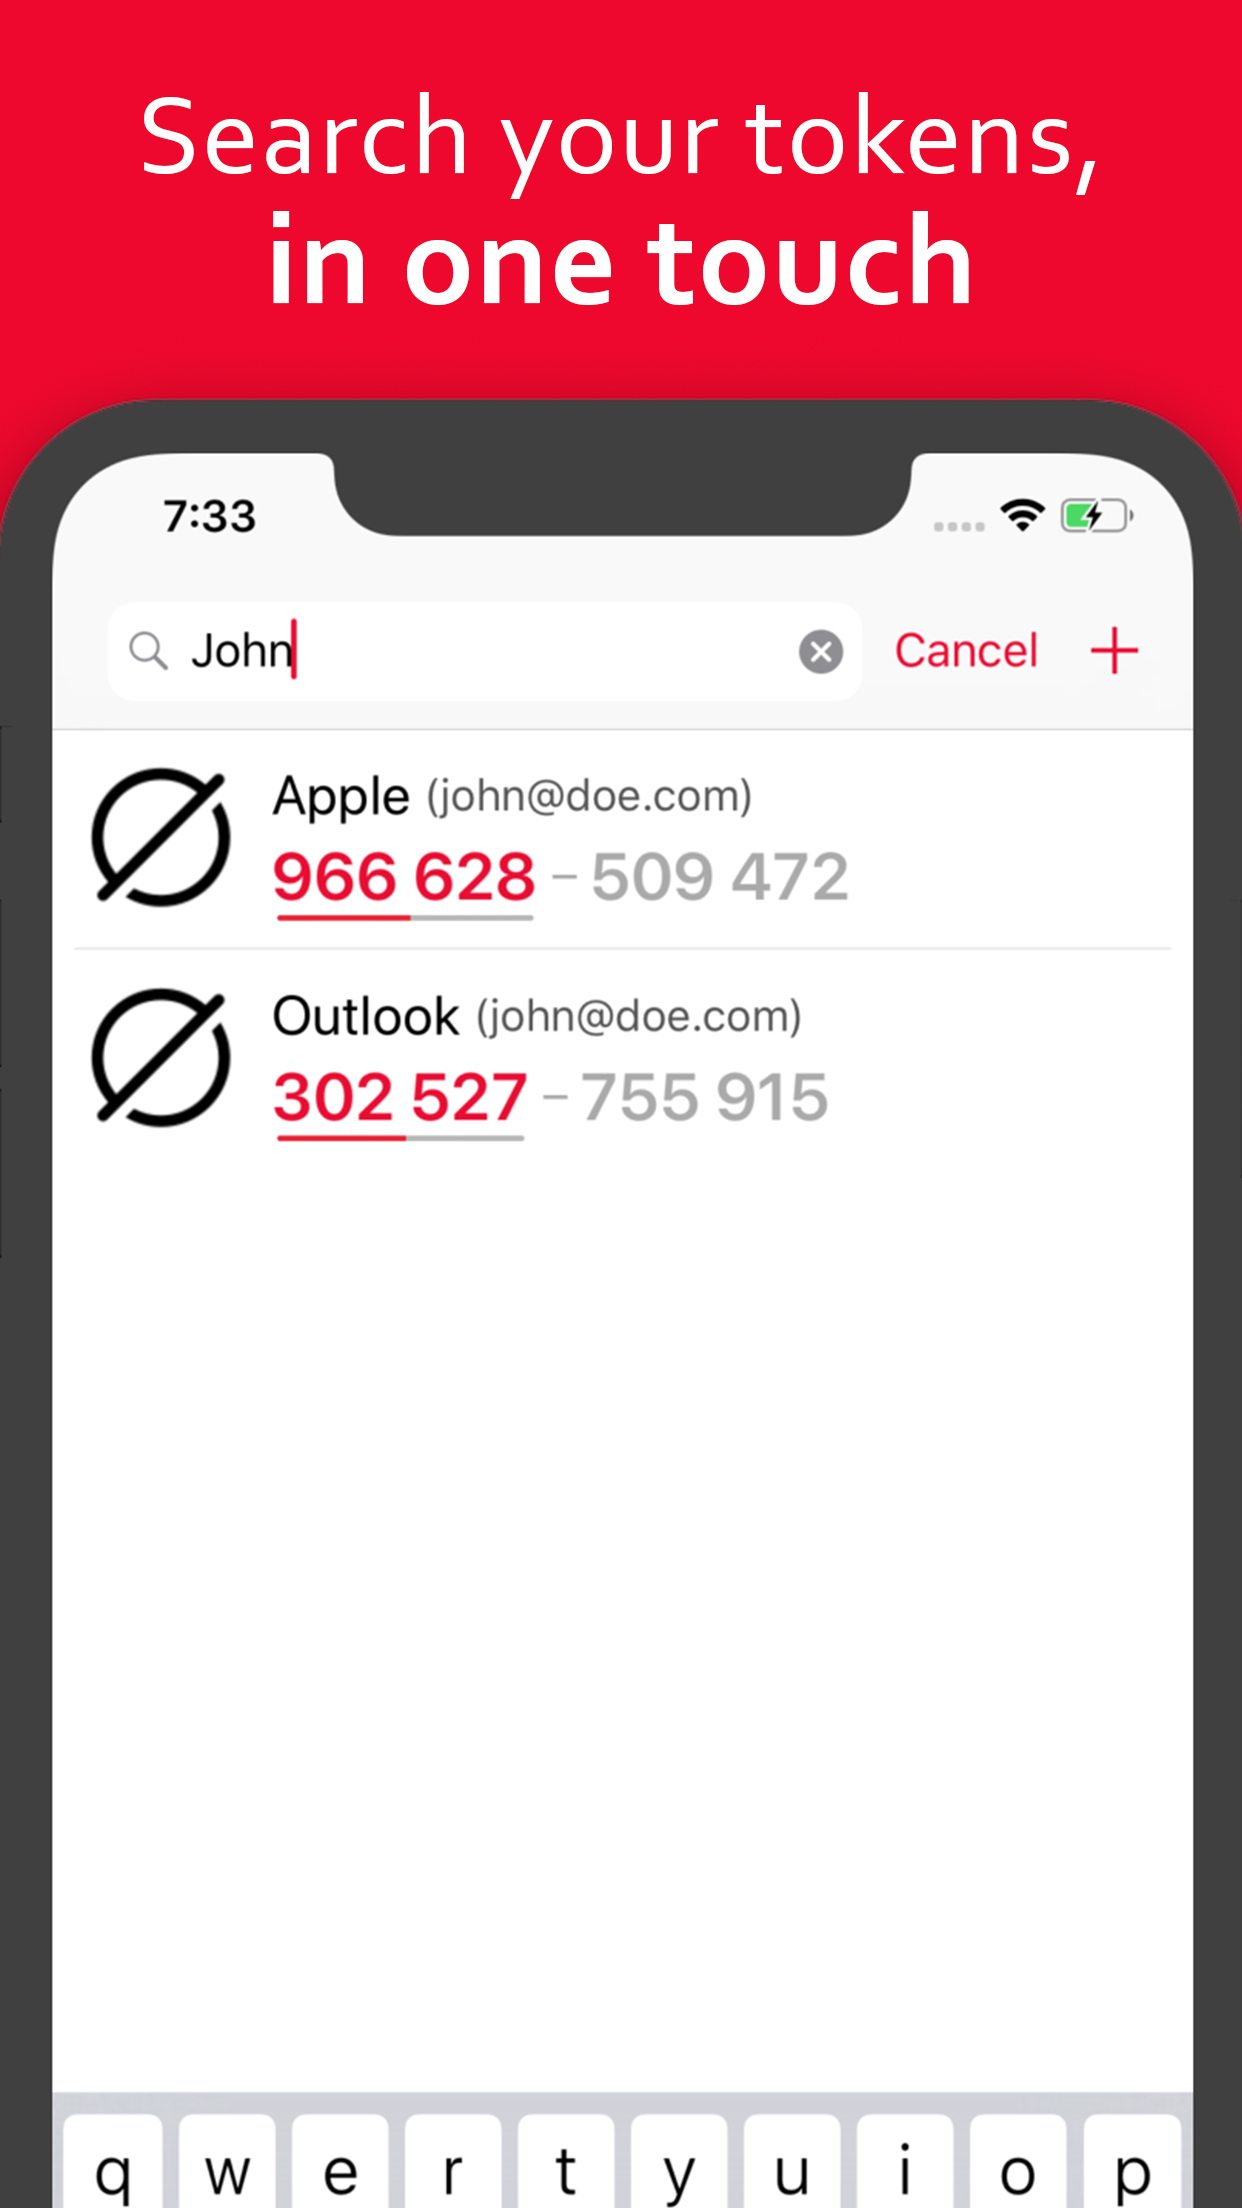 Search your tokens,
in one touch
7:33
John
Cancel
Apple (john@doe.com)
966 628 – 509 472
Outlook (john@doe.com)
302 527 – 755 915
q w e r t y u i o p